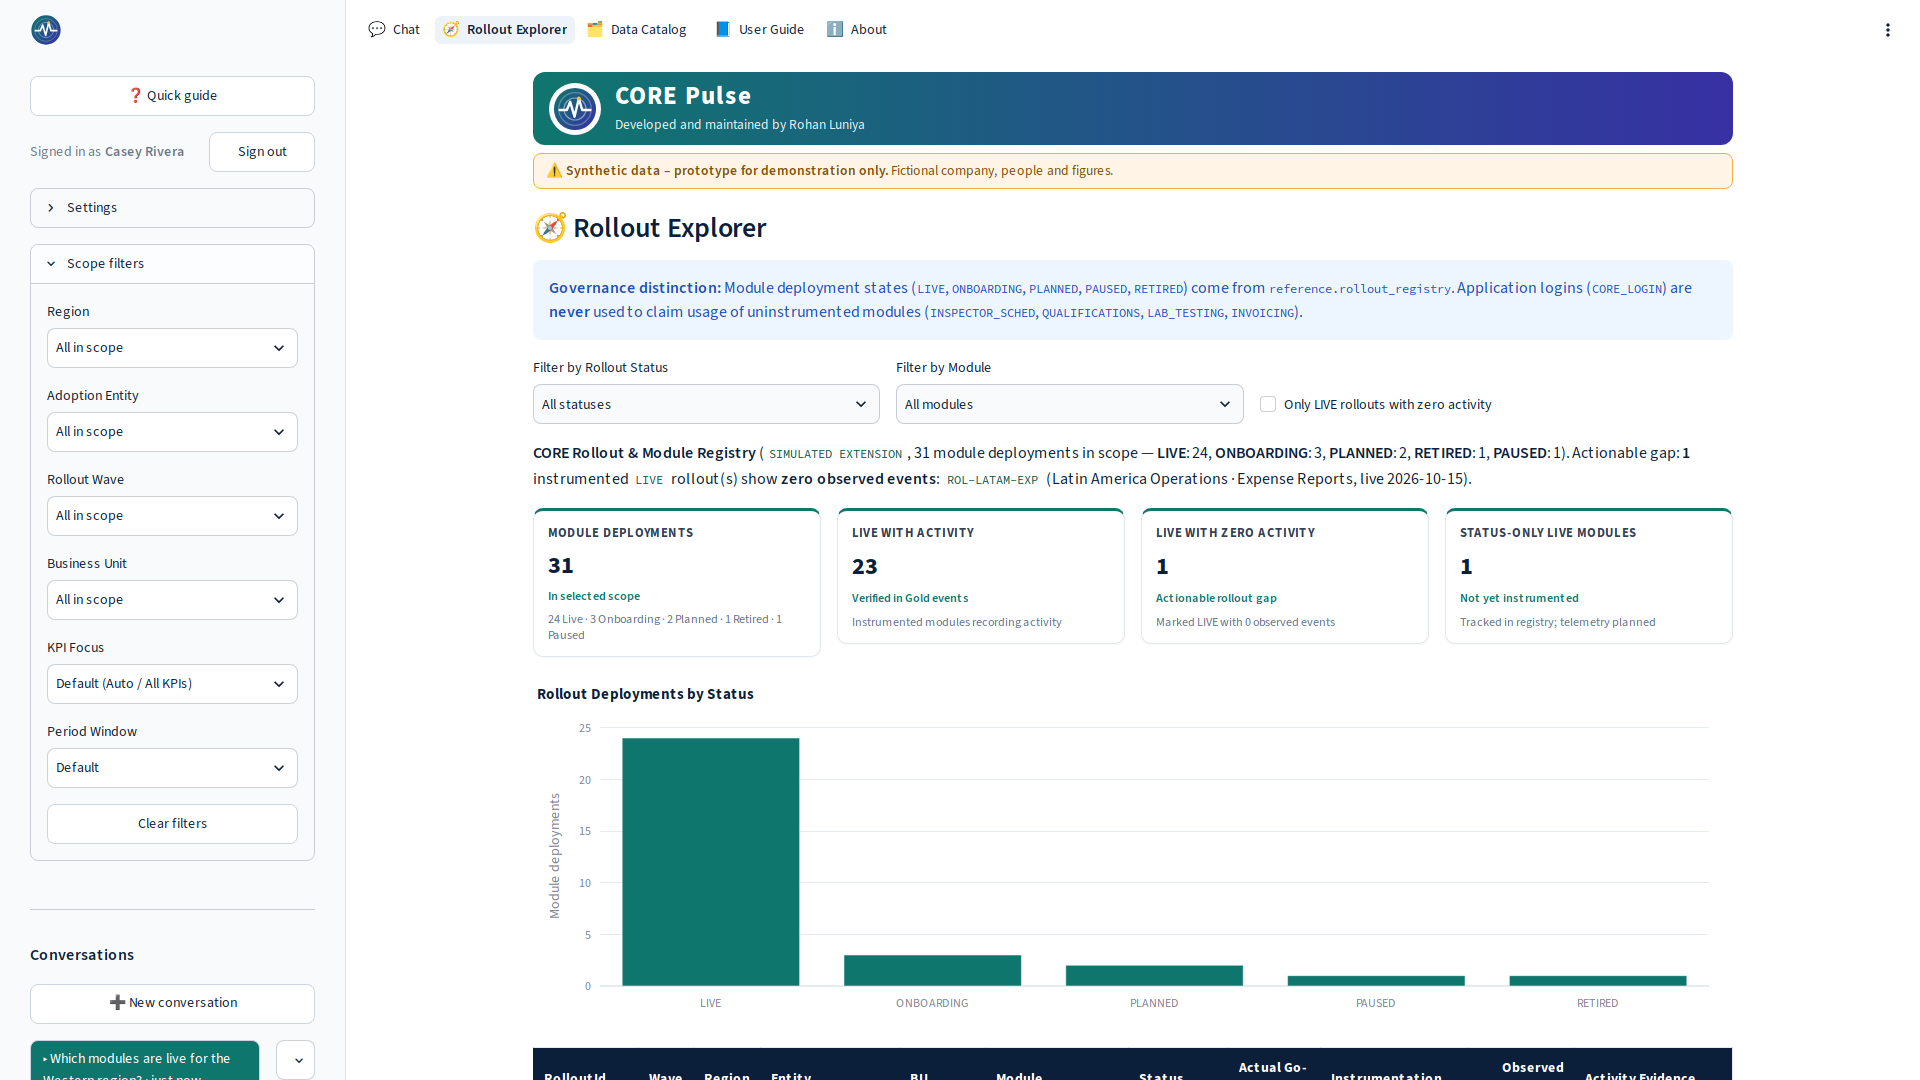 ❓ Quick guide
Signed in as Casey Rivera
Sign out
Settings
Scope filters
Region
All in scope
Adoption Entity
All in scope
Rollout Wave
All in scope
Business Unit
All in scope
KPI Focus
Default (Auto / All KPIs)
Period Window
Default
Clear filters
Conversations
➕ New conversation
▸ Which modules are live for the
Western region? · just now
💬 Chat
🧭 Rollout Explorer
🗂️ Data Catalog
📘 User Guide
ℹ️ About
CORE Pulse
Developed and maintained by Rohan Luniya
⚠️ Synthetic data – prototype for demonstration only. Fictional company, people and figures.
🧭 Rollout Explorer
Governance distinction: Module deployment states (LIVE, ONBOARDING, PLANNED, PAUSED, RETIRED) come from reference.rollout_registry. Application logins (CORE_LOGIN) are
never used to claim usage of uninstrumented modules (INSPECTOR_SCHED, QUALIFICATIONS, LAB_TESTING, INVOICING).
Filter by Rollout Status
All statuses
Filter by Module
All modules
Only LIVE rollouts with zero activity
CORE Rollout & Module Registry ( SIMULATED EXTENSION , 31 module deployments in scope — LIVE: 24, ONBOARDING: 3, PLANNED: 2, RETIRED: 1, PAUSED: 1). Actionable gap: 1
instrumented LIVE rollout(s) show zero observed events: ROL-LATAM-EXP (Latin America Operations · Expense Reports, live 2026-10-15).
MODULE DEPLOYMENTS
31
In selected scope
24 Live · 3 Onboarding · 2 Planned · 1 Retired · 1
Paused
LIVE WITH ACTIVITY
23
Verified in Gold events
Instrumented modules recording activity
LIVE WITH ZERO ACTIVITY
1
Actionable rollout gap
Marked LIVE with 0 observed events
STATUS-ONLY LIVE MODULES
1
Not yet instrumented
Tracked in registry; telemetry planned
Rollout Deployments by Status
Module deployments
25
20
15
10
5
0
LIVE
ONBOARDING
PLANNED
PAUSED
RETIRED
Rollout Id
Wave
Region
Entity
BU
Module
Status
Actual Go-
Instrumentation
Observed
Activity Evidence